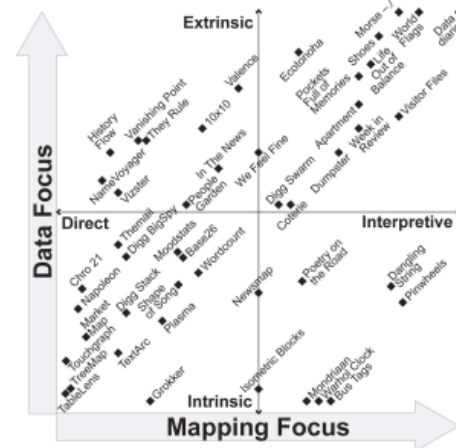 Extrinsic
Intrinsic
Direct
Interpretive
Data Focus
Mapping Focus
History
Flow
Vanishing Point
They Rule
NameVoyager
Vizster
10x10
Valence
In The News
People
Garden
We Feel Fine
Ecotonoha
Pockets
Full of
Memories
Morse
Shoes
Life
Out of
Balance
World
Flags
Data
Apartment
Week in
Review
Visitor Files
Dumpster
Digg Swarm
Coterie
Themail
Digg BigSpy
Moodstats
Base26
Wordcount
Chro 21
Napoleon
Market
Map
Digg Stack
Shape
of Song
Plasma
Touchgraph
TreeMap
TableLens
TextArc
Grokker
Newsmap
Isometric Blocks
Poetry on
the Road
Dangling
String
Pinwheels
Mondriaan
Warhol Clock
Bus Tags